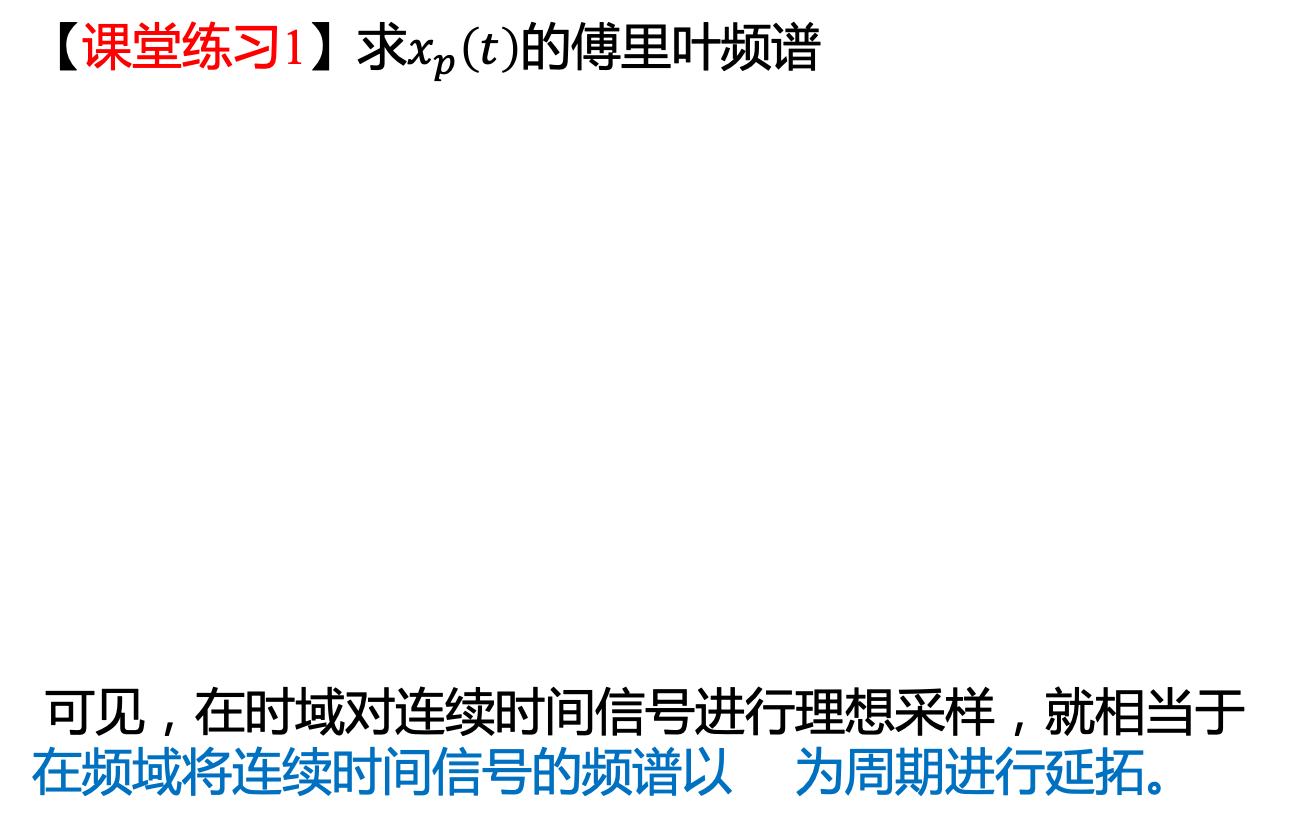 【课堂练习1】求𝑥ₚ(𝑡)的傅里叶频谱
可见，在时域对连续时间信号进行理想采样，就相当于
在频域将连续时间信号的频谱以 为周期进行延拓。